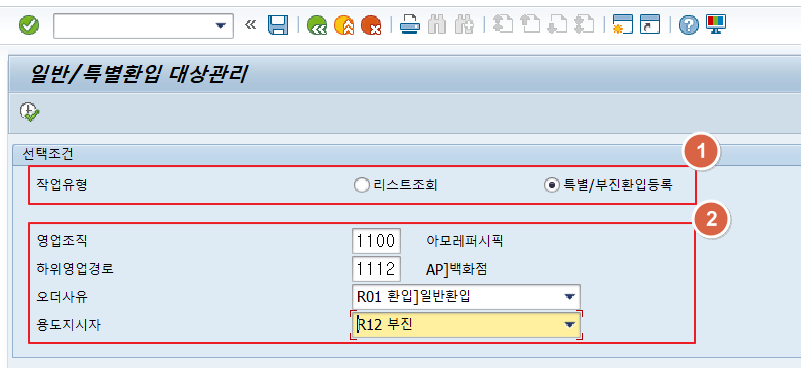 일반/특별환입 대상관리
선택조건
1
작업유형 리스트조회 특별/부진환입등록
2
영업조직 1100 아모레퍼시픽
하위영업경로 1112 AP]백화점
오더사유 R01 환입]일반환입
용도지시자 R12 부진